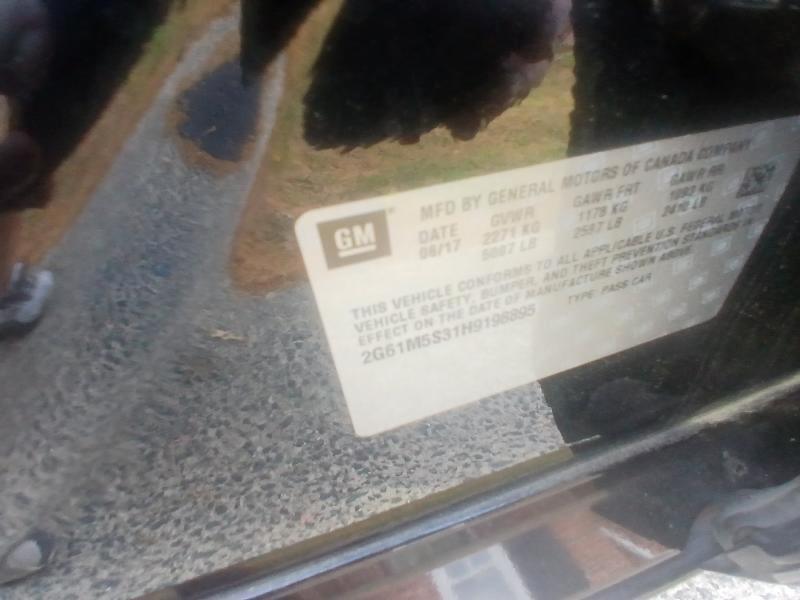 GM
MFD BY GENERAL MOTORS OF CANADA COMPANY
DATE GVWR GAWR FRT GAWR RR
06/17 2271 KG 1178 KG 1093 KG
5007 LB 2597 LB 2410 LB
THIS VEHICLE CONFORMS TO ALL APPLICABLE U.S. FEDERAL MOTOR
VEHICLE SAFETY, BUMPER, AND THEFT PREVENTION STANDARDS IN
EFFECT ON THE DATE OF MANUFACTURE SHOWN ABOVE.
2G61M5S31H9196895 TYPE: PASS CAR